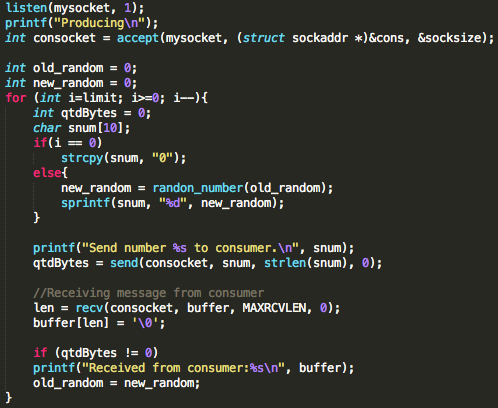 listen(mysocket, 1);
printf("Producing\n");
int consocket = accept(mysocket, (struct sockaddr *)&cons, &socksize);

int old_random = 0;
int new_random = 0;
for (int i=limit; i>=0; i--){
    int qtdBytes = 0;
    char snum[10];
    if(i == 0)
        strcpy(snum, "0");
    else{
        new_random = randon_number(old_random);
        sprintf(snum, "%d", new_random);
    }

    printf("Send number %s to consumer.\n", snum);
    qtdBytes = send(consocket, snum, strlen(snum), 0);

    //Receiving message from consumer
    len = recv(consocket, buffer, MAXRCVLEN, 0);
    buffer[len] = '\0';

    if (qtdBytes != 0)
    printf("Received from consumer:%s\n", buffer);
    old_random = new_random;
}